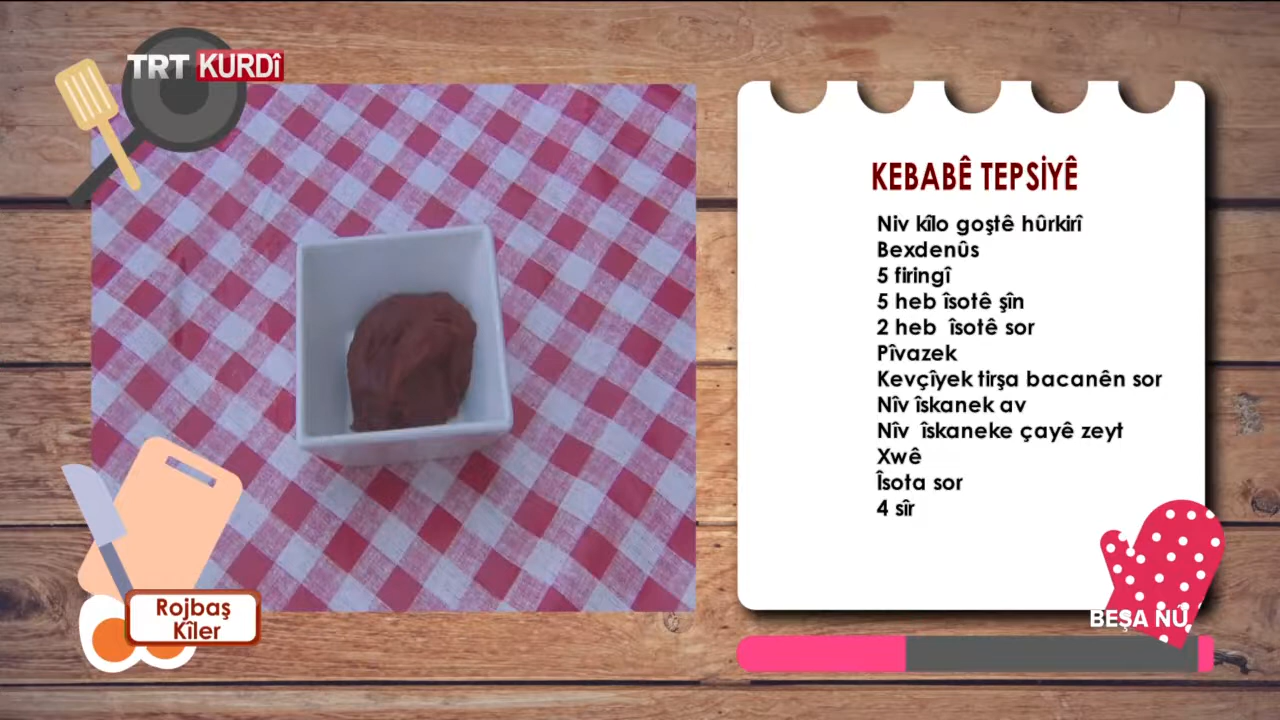 TRT KURDî
KEBABÊ TEPSİYÊ
Niv kîlo goştê hûrkirî
Bexdenûs
5 firingî
5 heb îsotê şîn
2 heb îsotê sor
Pîvazek
Kevçîyek tirşa bacanên sor
Nîv îskanek av
Nîv îskaneke çayê zeyt
Xwê
Îsota sor
4 sîr
Rojbaş
Kîler
BEŞA NÛ